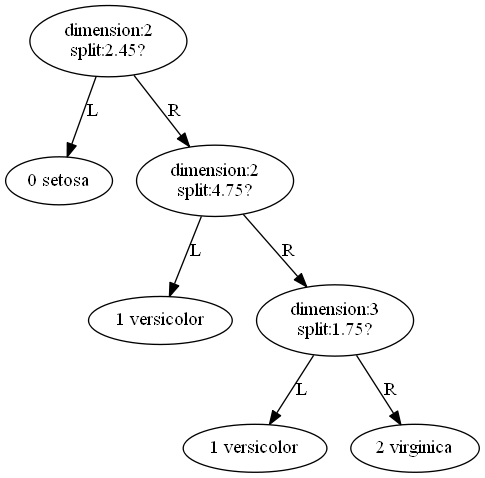 dimension:2
split:2.45?
L
R
0 setosa
dimension:2
split:4.75?
L
R
1 versicolor
dimension:3
split:1.75?
L
R
1 versicolor
2 virginica